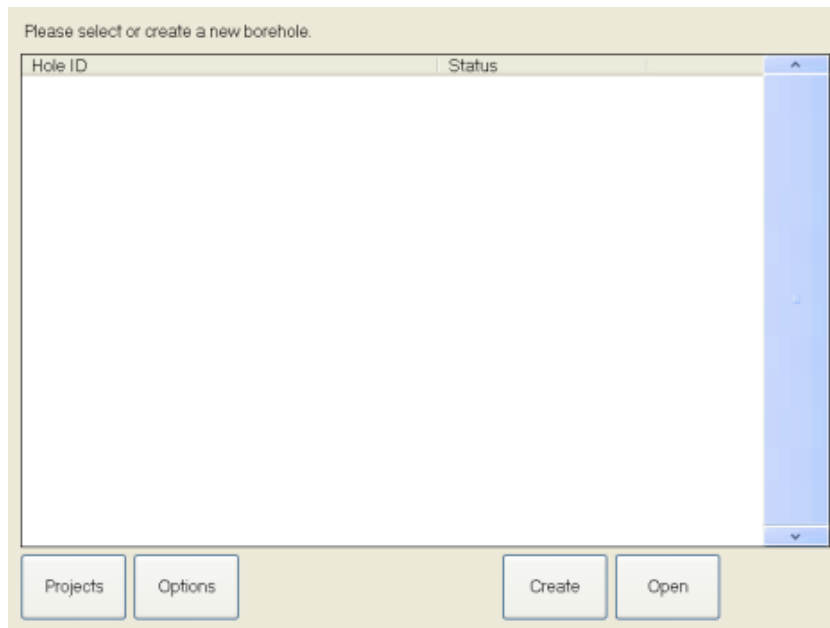 Please select or create a new borehole.
Hole ID Status
Projects Options Create Open